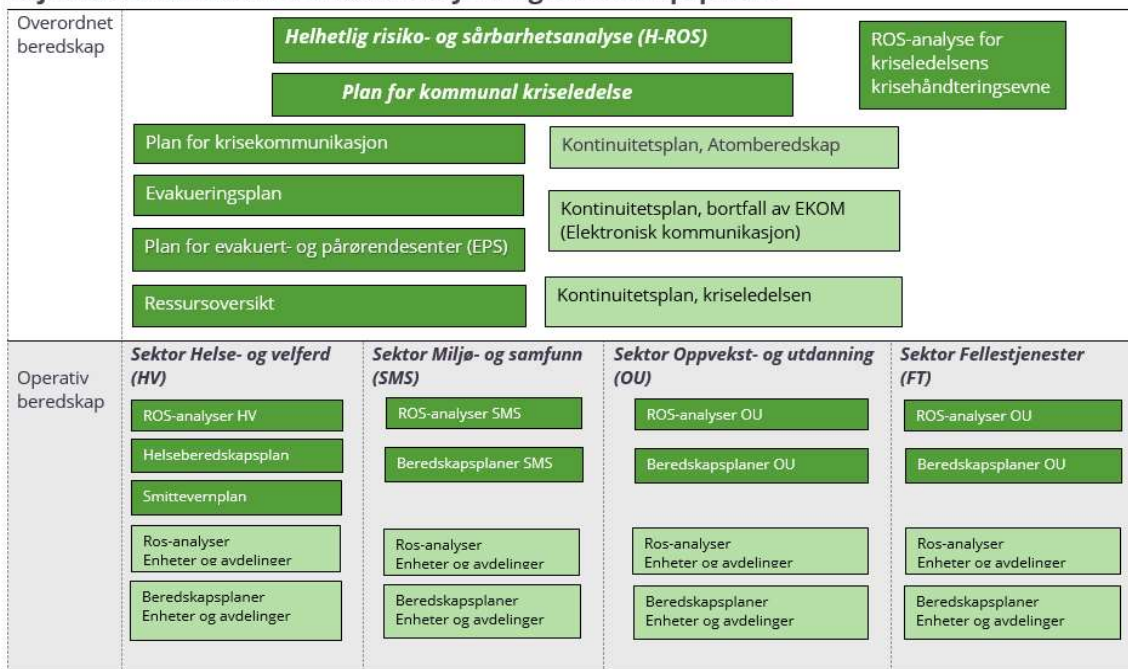 Overordnet
beredskap
Helhetlig risiko- og sårbarhetsanalyse (H-ROS)
Plan for kommunal kriseledelse
ROS-analyse for
kriseledelsens
krisehåndteringsevne
Plan for krisekommunikasjon
Evakueringsplan
Plan for evakuert- og pårørendesenter (EPS)
Ressursoversikt
Kontinuitetsplan, Atomberedskap
Kontinuitetsplan, bortfall av EKOM
(Elektronisk kommunikasjon)
Kontinuitetsplan, kriseledelsen
Operativ
beredskap
Sektor Helse- og velferd
(HV)
ROS-analyser HV
Helseberedskapsplan
Smittevernplan
Ros-analyser
Enheter og avdelinger
Beredskapsplaner
Enheter og avdelinger
Sektor Miljø- og samfunn
(SMS)
ROS-analyser SMS
Beredskapsplaner SMS
Ros-analyser
Enheter og avdelinger
Beredskapsplaner
Enheter og avdelinger
Sektor Oppvekst- og utdanning
(OU)
ROS-analyser OU
Beredskapsplaner OU
Ros-analyser
Enheter og avdelinger
Beredskapsplaner
Enheter og avdelinger
Sektor Fellestjenester
(FT)
ROS-analyser OU
Beredskapsplaner OU
Ros-analyser
Enheter og avdelinger
Beredskapsplaner
Enheter og avdelinger